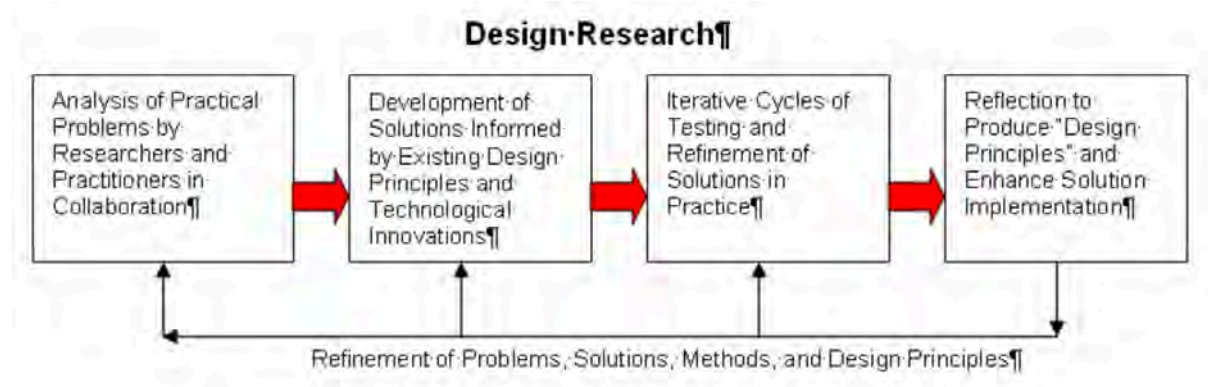 Design·Research¶
Analysis of Practical·
Problems by·
Researchers and·
Practitioners in·
Collaboration¶
Development of·
Solutions·Informed·
by·Existing·Design·
Principles and·
Technological·
Innovations¶
Iterative·Cycles of·
Testing and·
Refinement of·
Solutions in·
Practice¶
Reflection to·
Produce·"Design·
Principles"·and·
Enhance Solution·
Implementation¶
Refinement of·Problems,·Solutions,·Methods,·and·Design·Principles¶